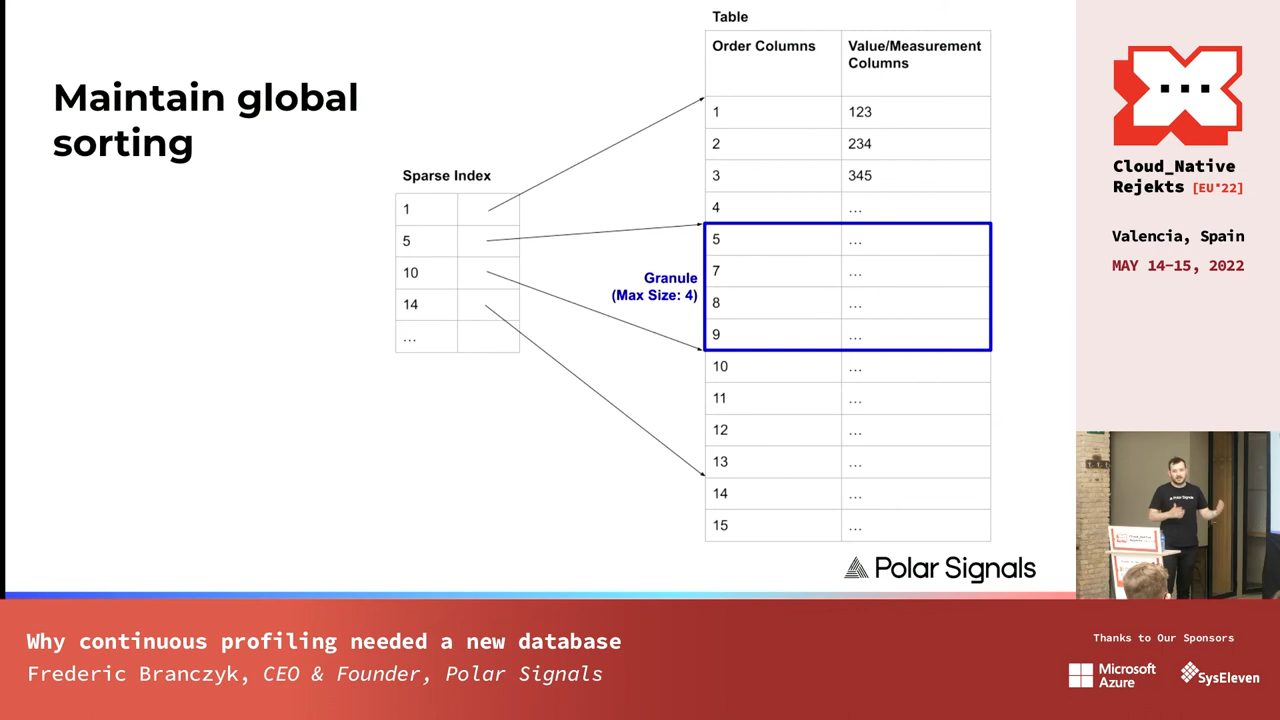 Maintain global
sorting
Sparse Index
1
5
10
14
...
Granule
(Max Size: 4)
Table
Order Columns Value/Measurement
Columns
1 123
2 234
3 345
4 ...
5 ...
7 ...
8 ...
9 ...
10 ...
11 ...
12 ...
13 ...
14 ...
15 ...
Polar Signals
Cloud_Native
Rejekts [EU*22]
Valencia, Spain
MAY 14-15, 2022
Polar Signals
Why continuous profiling needed a new database
Frederic Branczyk, CEO & Founder, Polar Signals
Thanks to Our Sponsors
Microsoft
Azure
SysEleven